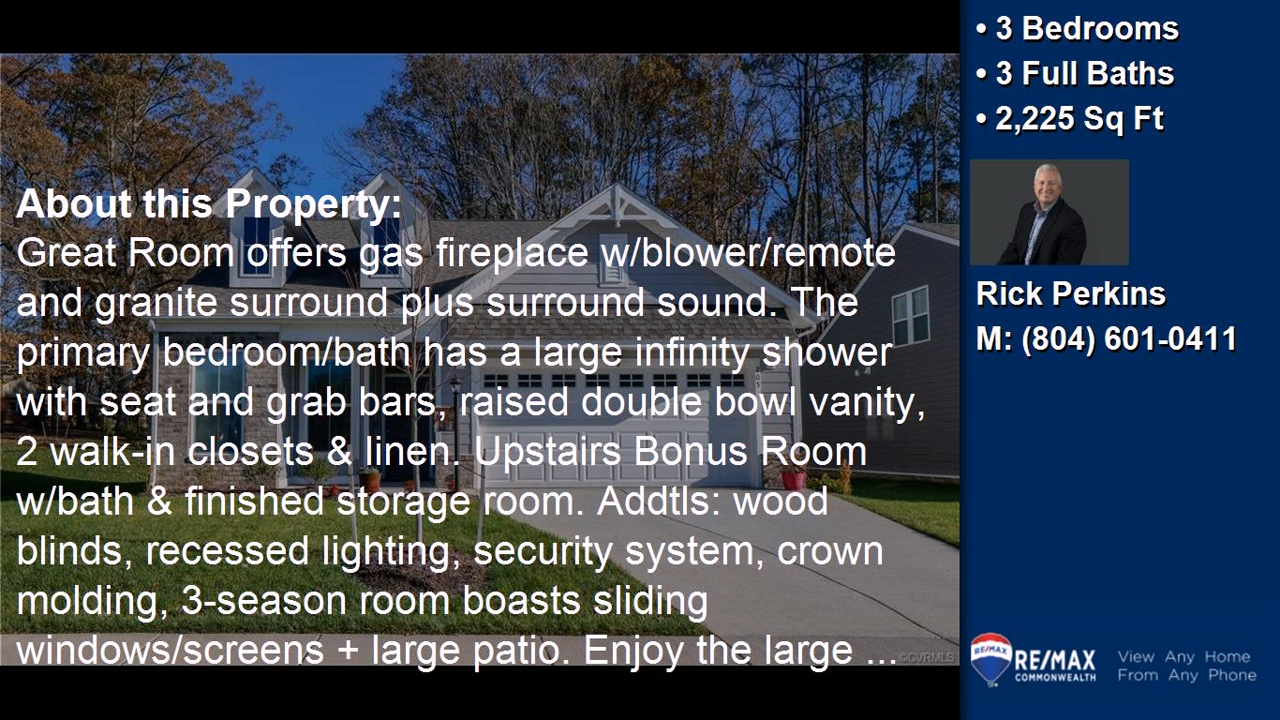 About this Property:
Great Room offers gas fireplace w/blower/remote
and granite surround plus surround sound. The
primary bedroom/bath has a large infinity shower
with seat and grab bars, raised double bowl vanity,
2 walk-in closets & linen. Upstairs Bonus Room
w/bath & finished storage room. Addtls: wood
blinds, recessed lighting, security system, crown
molding, 3-season room boasts sliding
windows/screens + large patio. Enjoy the large ...
©CVRMLS
• 3 Bedrooms
• 3 Full Baths
• 2,225 Sq Ft
Rick Perkins
M: (804) 601-0411
RE/MAX
RE/MAX
COMMONWEALTH
View Any Home
From Any Phone